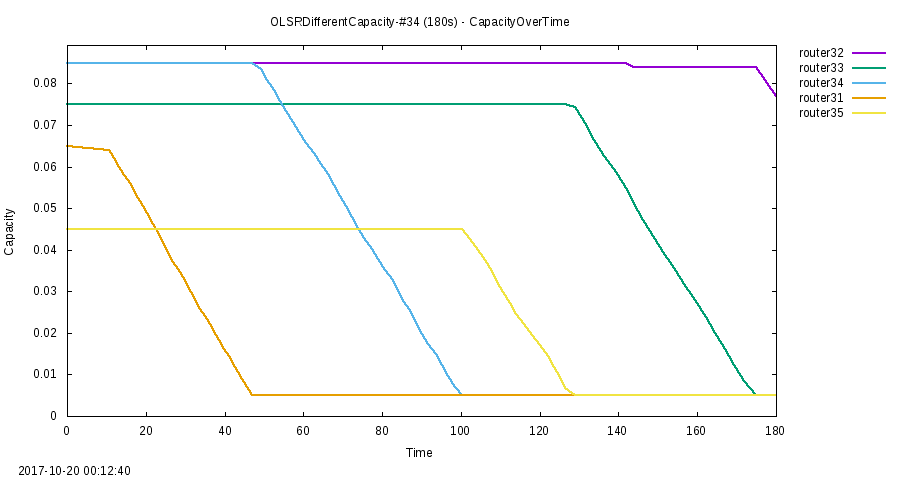 OLSRDifferentCapacity-#34 (180s) - CapacityOverTime
router32
router33
router34
router31
router35
0.08
0.07
0.06
0.05
0.04
0.03
0.02
0.01
0
Capacity
0 20 40 60 80 100 120 140 160 180
Time
2017-10-20 00:12:40